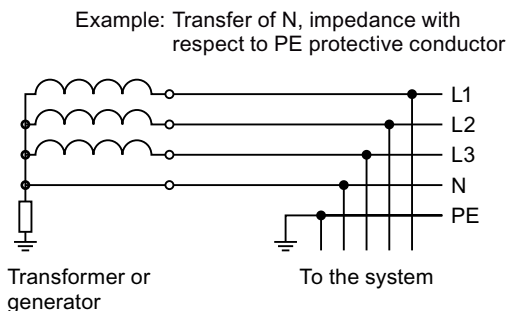 Example: Transfer of N, impedance with
respect to PE protective conductor
L1
L2
L3
N
PE
Transformer or
generator
To the system